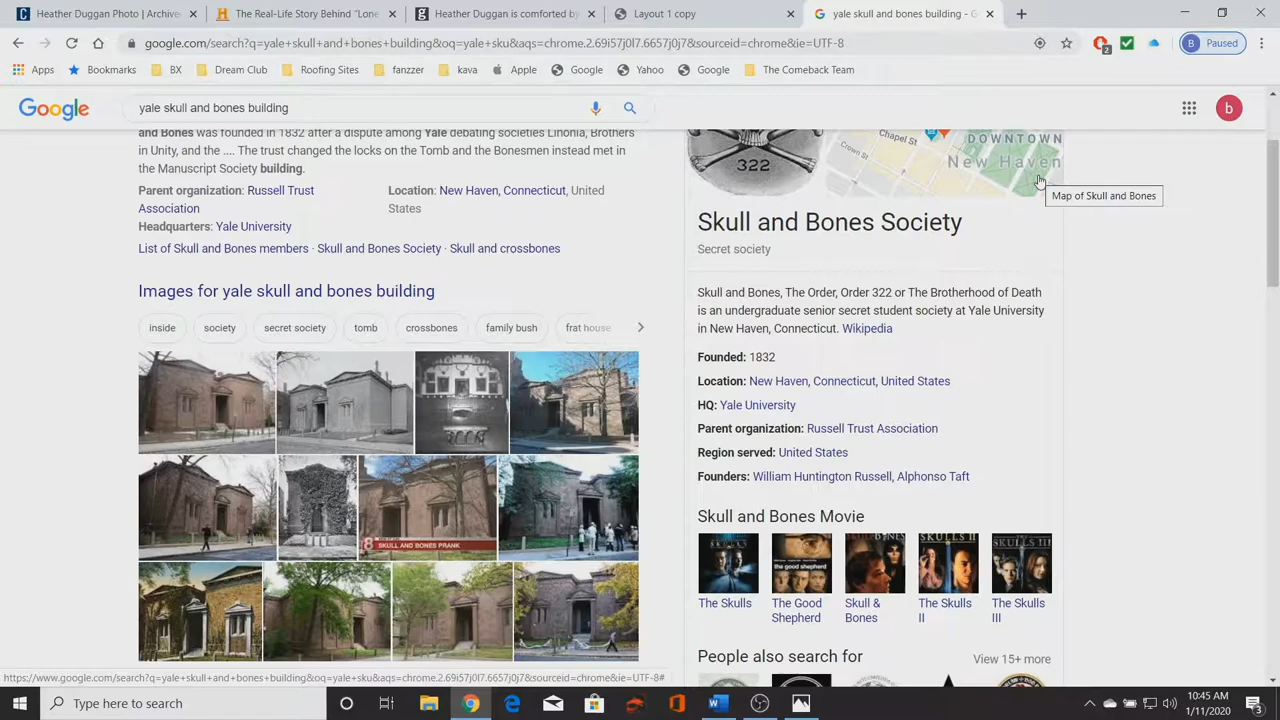 Heather Duggan Photo | Archive
The Real-Life Story Behind "Lone
Heather Duggan is comforted by
Layout 1 copy
yale skull and bones building - G
google.com/search?q=yale+skull+and+bones+building&oq=yale+sku&aqs=chrome.2.69i57j0l7.6657j0j7&sourceid=chrome&ie=UTF-8
2
B Paused
Apps
Bookmarks
BX
Dream Club
Roofing Sites
fanzzer
kava
Apple
Google
Yahoo
Google
The Comeback Team
Google
yale skull and bones building
b
and Bones was founded in 1832 after a dispute among Yale debating societies Linonia, Brothers
in Unity, and the .... The trust changed the locks on the Tomb and the Bonesmen instead met in
the Manuscript Society building.
Parent organization: Russell Trust
Association
Location: New Haven, Connecticut, United
States
Headquarters: Yale University
List of Skull and Bones members · Skull and Bones Society · Skull and crossbones
Images for yale skull and bones building
inside
society
secret society
tomb
crossbones
family bush
frat house
SKULL AND BONES PRANK
8
322
Chapel St
Crown St
DOWNTOWN
New Haven
Map of Skull and Bones
Skull and Bones Society
Secret society
Skull and Bones, The Order, Order 322 or The Brotherhood of Death
is an undergraduate senior secret student society at Yale University
in New Haven, Connecticut. Wikipedia
Founded: 1832
Location: New Haven, Connecticut, United States
HQ: Yale University
Parent organization: Russell Trust Association
Region served: United States
Founders: William Huntington Russell, Alphonso Taft
Skull and Bones Movie
the good shepherd
SKULLS II
SKULLS III
The Skulls
The Good
Shepherd
Skull &
Bones
The Skulls
II
The Skulls
III
People also search for
View 15+ more
https://www.google.com/search?q=yale+skull+and+bones+building&oq=yale+sku&aqs=chrome.2.69i57j0l7.6657j0j7&sourceid=chrome&ie=UTF-8#
Type here to search
10:45 AM
1/11/2020
3